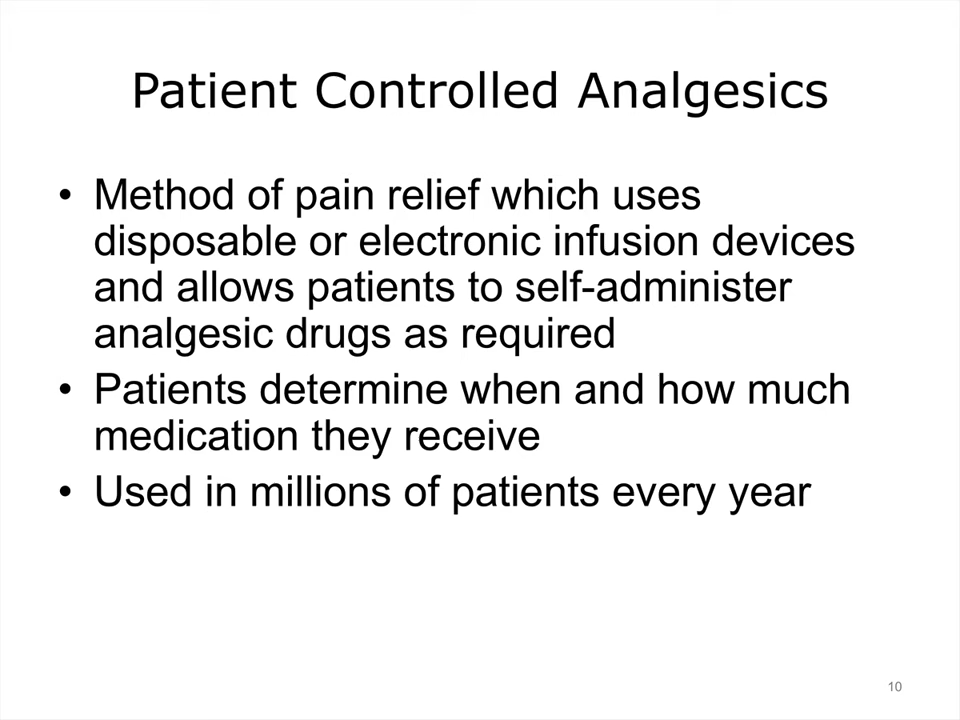 Patient Controlled Analgesics
• Method of pain relief which uses
disposable or electronic infusion devices
and allows patients to self-administer
analgesic drugs as required
• Patients determine when and how much
medication they receive
• Used in millions of patients every year
10